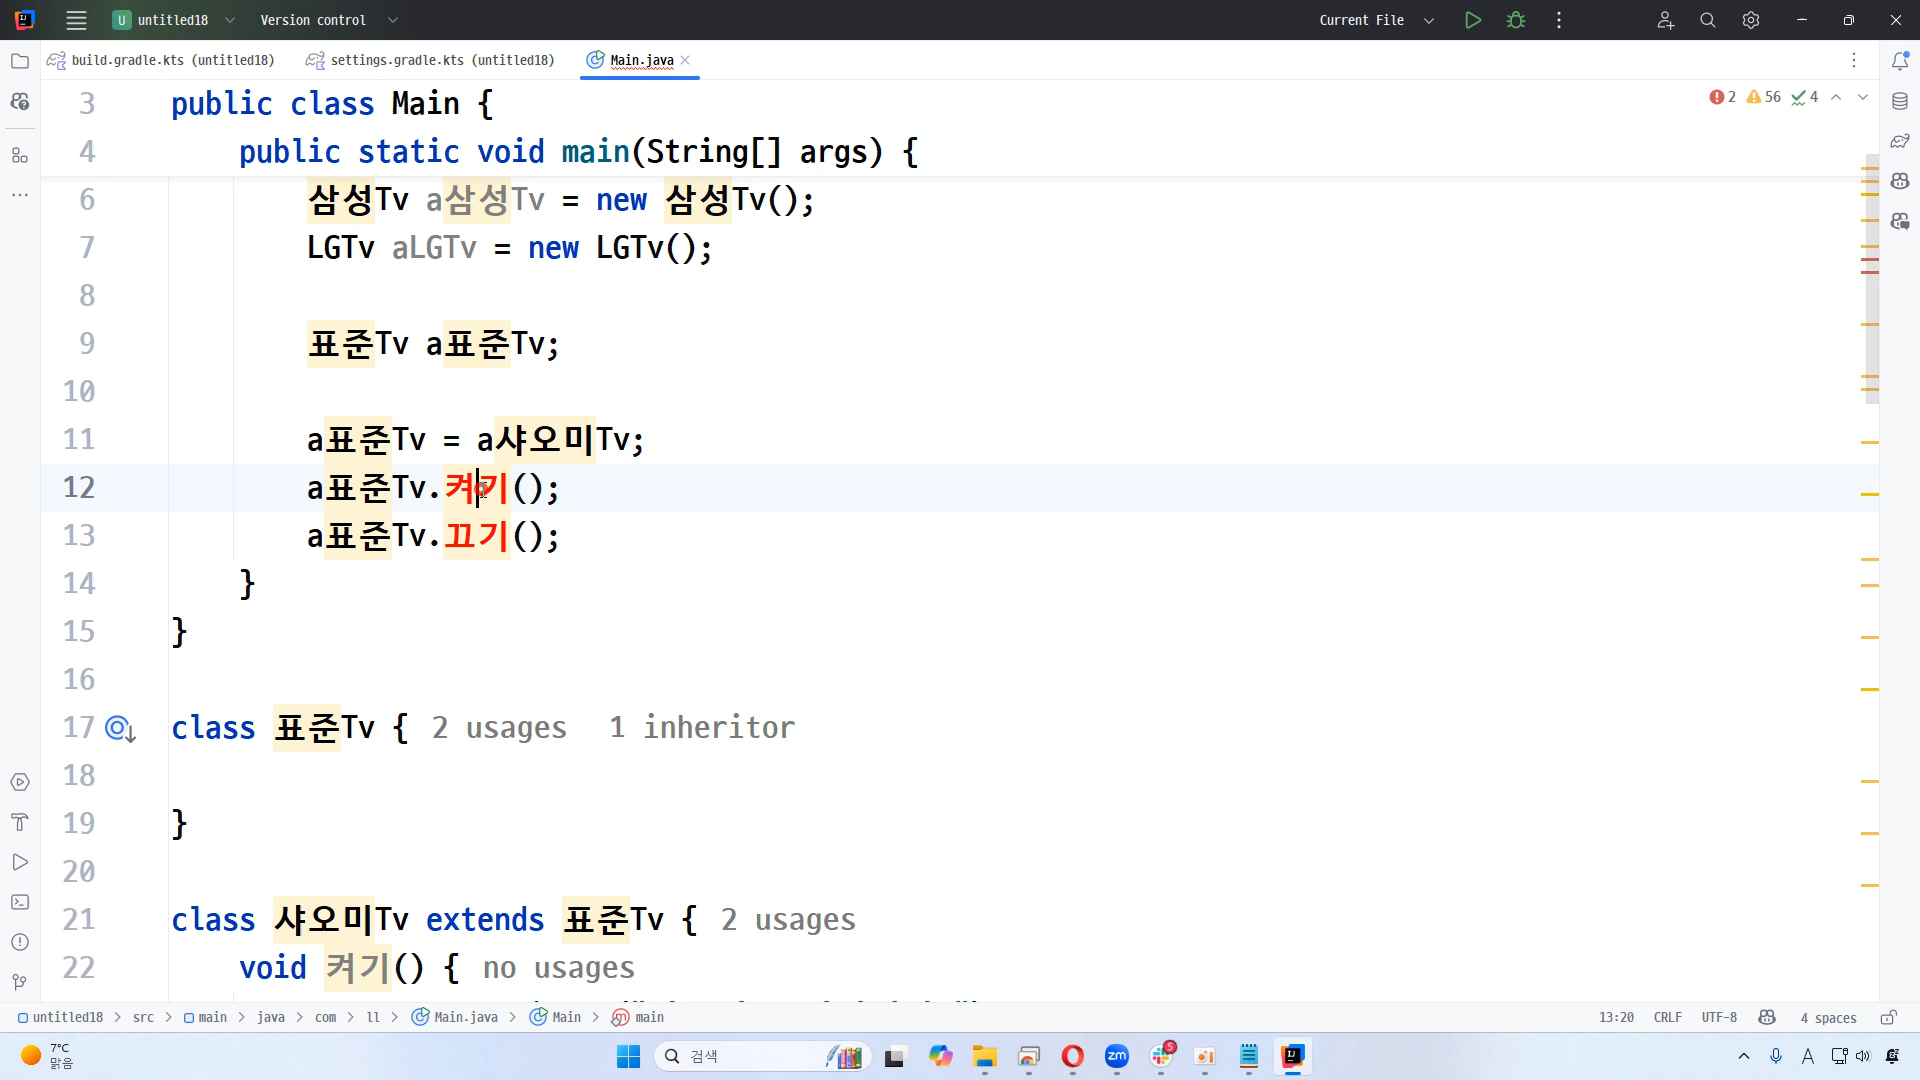 U untitled18 Version control Current File
build.gradle.kts (untitled18) settings.gradle.kts (untitled18) Main.java
2 56 4
3 public class Main {
4 public static void main(String[] args) {
6 삼성Tv a삼성Tv = new 삼성Tv();
7 LGTv aLGTv = new LGTv();
8
9 표준Tv a표준Tv;
10
11 a표준Tv = a샤오미Tv;
12 a표준Tv.켜기();
13 a표준Tv.끄기();
14 }
15 }
16
17 class 표준Tv { 2 usages 1 inheritor
18
19 }
20
21 class 샤오미Tv extends 표준Tv { 2 usages
22 void 켜기() { no usages
untitled18 > src > main > java > com > ll > Main.java > Main > main 13:20 CRLF UTF-8 4 spaces
7°C
맑음
검색
zm
5
A